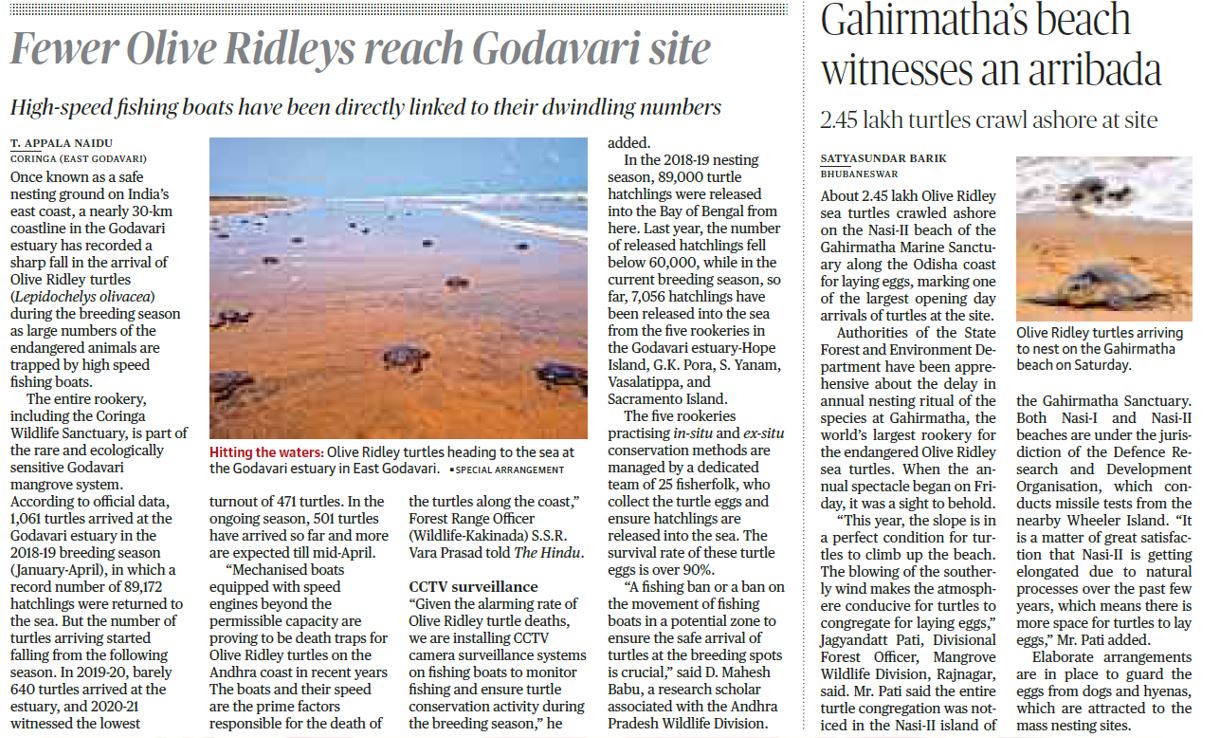 Fewer Olive Ridleys reach Godavari site
High-speed fishing boats have been directly linked to their dwindling numbers
T. APPALA NAIDU
CORINGA (EAST GODAVARI)
Once known as a safe
nesting ground on India's
east coast, a nearly 30-km
coastline in the Godavari
estuary has recorded a
sharp fall in the arrival of
Olive Ridley turtles
(Lepidochelys olivacea)
during the breeding season
as large numbers of the
endangered animals are
trapped by high speed
fishing boats.
The entire rookery,
including the Coringa
Wildlife Sanctuary, is part of
the rare and ecologically
sensitive Godavari
mangrove system.
According to official data,
1,061 turtles arrived at the
Godavari estuary in the
2018-19 breeding season
(January-April), in which a
record number of 89,172
hatchlings were returned to
the sea. But the number of
turtles arriving started
falling from the following
season. In 2019-20, barely
640 turtles arrived at the
estuary, and 2020-21
witnessed the lowest
Hitting the waters: Olive Ridley turtles heading to the sea at
the Godavari estuary in East Godavari. ▪SPECIAL ARRANGEMENT
turnout of 471 turtles. In the
ongoing season, 501 turtles
have arrived so far and more
are expected till mid-April.
"Mechanised boats
equipped with speed
engines beyond the
permissible capacity are
proving to be death traps for
Olive Ridley turtles on the
Andhra coast in recent years
The boats and their speed
are the prime factors
responsible for the death of
the turtles along the coast,"
Forest Range Officer
(Wildlife-Kakinada) S.S.R.
Vara Prasad told The Hindu.
CCTV surveillance
"Given the alarming rate of
Olive Ridley turtle deaths,
we are installing CCTV
camera surveillance systems
on fishing boats to monitor
fishing and ensure turtle
conservation activity during
the breeding season," he
added.
In the 2018-19 nesting
season, 89,000 turtle
hatchlings were released
into the Bay of Bengal from
here. Last year, the number
of released hatchlings fell
below 60,000, while in the
current breeding season, so
far, 7,056 hatchlings have
been released into the sea
from the five rookeries in
the Godavari estuary-Hope
Island, G.K. Pora, S. Yanam,
Vasalatippa, and
Sacramento Island.
The five rookeries
practising in-situ and ex-situ
conservation methods are
managed by a dedicated
team of 25 fisherfolk, who
collect the turtle eggs and
ensure hatchlings are
released into the sea. The
survival rate of these turtle
eggs is over 90%.
"A fishing ban or a ban on
the movement of fishing
boats in a potential zone to
ensure the safe arrival of
turtles at the breeding spots
is crucial," said D. Mahesh
Babu, a research scholar
associated with the Andhra
Pradesh Wildlife Division.
Gahirmatha's beach
witnesses an arribada
2.45 lakh turtles crawl ashore at site
SATYASUNDAR BARIK
BHUBANESWAR
About 2.45 lakh Olive Ridley
sea turtles crawled ashore
on the Nasi-II beach of the
Gahirmatha Marine Sanctu-
ary along the Odisha coast
for laying eggs, marking one
of the largest opening day
arrivals of turtles at the site.
Authorities of the State
Forest and Environment De-
partment have been appre-
hensive about the delay in
annual nesting ritual of the
species at Gahirmatha, the
world's largest rookery for
the endangered Olive Ridley
sea turtles. When the an-
nual spectacle began on Fri-
day, it was a sight to behold.
"This year, the slope is in
a perfect condition for tur-
tles to climb up the beach.
The blowing of the souther-
ly wind makes the atmosph-
ere conducive for turtles to
congregate for laying eggs,"
Jagyandatt Pati, Divisional
Forest Officer, Mangrove
Wildlife Division, Rajnagar,
said. Mr. Pati said the entire
turtle congregation was not-
iced in the Nasi-II island of
Olive Ridley turtles arriving
to nest on the Gahirmatha
beach on Saturday.
the Gahirmatha Sanctuary.
Both Nasi-I and Nasi-II
beaches are under the juris-
diction of the Defence Re-
search and Development
Organisation, which con-
ducts missile tests from the
nearby Wheeler Island. "It
is a matter of great satisfac-
tion that Nasi-II is getting
elongated due to natural
processes over the past few
years, which means there is
more space for turtles to lay
eggs," Mr. Pati added.
Elaborate arrangements
are in place to guard the
eggs from dogs and hyenas,
which are attracted to the
mass nesting sites.